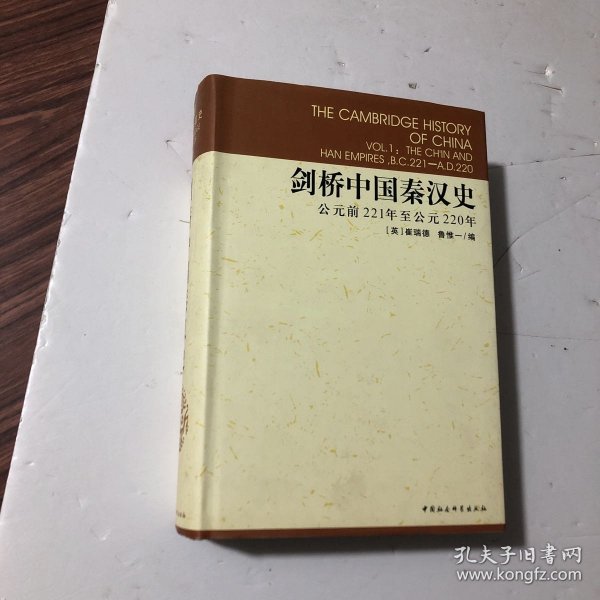 THE CAMBRIDGE HISTORY
OF CHINA
VOL.1：THE CH'IN AND
HAN EMPIRES ,B.C.221—A.D.220
剑桥中国秦汉史
公元前221年至公元220年
[英]崔瑞德 鲁惟一/编
中国社会科学出版社
孔夫子旧书网
www.kongfz.com